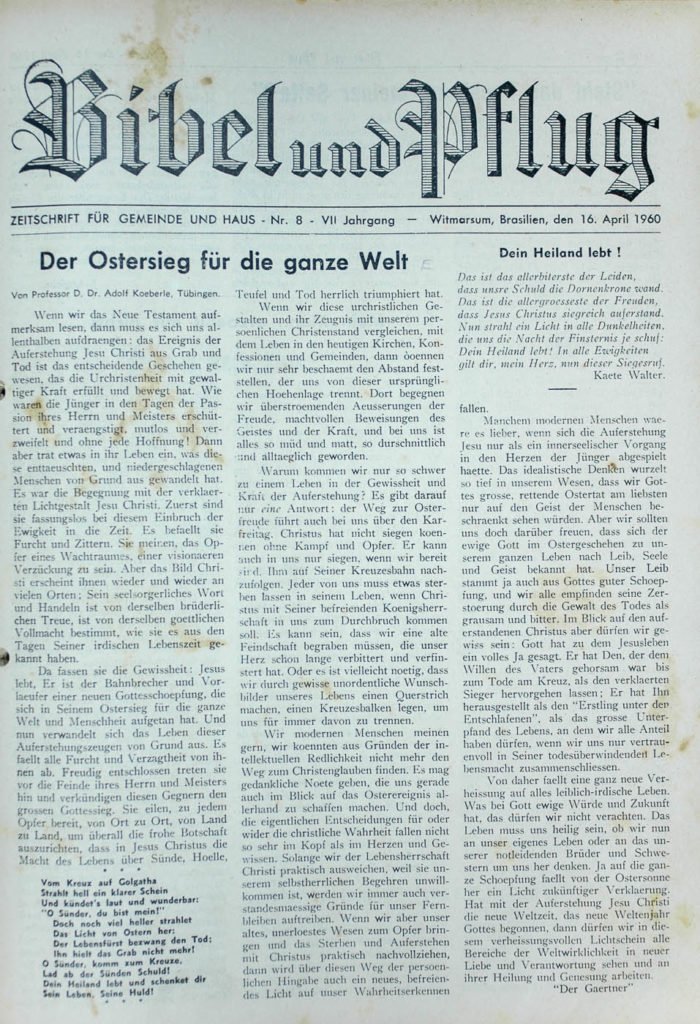 Bibel und Pflug
ZEITSCHRIFT FÜR GEMEINDE UND HAUS - Nr. 8 - VII Jahrgang — Witmarsum, Brasilien, den 16. April 1960
Der Ostersieg für die ganze Welt
Von Professor D. Dr. Adolf Koeberle, Tübingen.
Wenn wir das Neue Testament auf-
merksam lesen, dann muss es sich uns al-
lenthalben aufdraengen: das Ereignis der
Auferstehung Jesu Christi aus Grab und
Tod ist das entscheidende Geschehen ge-
wesen, das die Urchristenheit mit gewal-
tiger Kraft erfüllt und bewegt hat. Wie
waren die Jünger in den Tagen der Pas-
sion ihres Herrn und Meisters erschüt-
tert und veraengstigt, mutlos und ver-
zweifelt und ohne jede Hoffnung! Dann
aber trat etwas in ihr Leben ein, was die-
se enttaeuschten, und niedergeschlagenen
Menschen von Grund aus gewandelt hat.
Es war die Begegnung mit der verklaer-
ten Lichtgestalt Jesu Christi. Zuerst sind
sie fassungslos bei diesem Einbruch der
Ewigkeit in die Zeit. Es befaellt sie
Furcht und Zittern. Sie meinen, das Op-
fer eines Wachtraumes, einer visionaeren
Verzückung zu sein. Aber das Bild Chri-
sti erscheint ihnen wieder und wieder an
vielen Orten; Sein seelsorgerliches Wort
und Handeln ist von derselben brüderli-
chen Treue, ist von derselben goettlichen
Vollmacht bestimmt, wie sie es aus den
Tagen Seiner irdischen Lebenszeit ge-
kannt haben.
Da fassen sie die Gewissheit: Jesus
lebt, Er ist der Bahnbrecher und Vor-
laeufer einer neuen Gottesschoepfung, die
sich in Seinem Ostersieg für die ganze
Welt und Menschheit aufgetan hat. Und
nun verwandelt sich das Leben dieser
Auferstehungszeugen von Grund aus. Es
faellt alle Furcht und Verzagtheit von ih-
nen ab. Freudig entschlossen treten sie
vor die Feinde ihres Herrn und Meisters
hin und verkündigen diesen Gegnern den
grossen Gottessieg. Sie eilen, zu jedem
Opfer bereit, von Ort zu Ort, von Land
zu Land, um überall die frohe Botschaft
auszurichten, dass in Jesus Christus die
Macht des Lebens über Sünde, Hoelle,
* * *
Vom Kreuz auf Golgatha
Strahlt hell ein klarer Schein
Und kündet's laut und wunderbar:
"O Sünder, du bist mein!"
Doch noch viel heller strahlet
Das Licht von Ostern her:
Der Lebensfürst bezwang den Tod;
Ihn hielt das Grab nicht mehr!
O Sünder, komm zum Kreuze,
Lad ab der Sünden Schuld!
Dein Heiland lebt und schenket dir
Sein Leben, Seine Huld!
* * *
Teufel und Tod herrlich triumphiert hat.
Wenn wir diese urchristlichen Ge-
stalten und ihr Zeugnis mit unserem per-
soenlichen Christenstand vergleichen, mit
dem Leben in den heutigen Kirchen, Kon-
fessionen und Gemeinden, dann doennen
wir nur sehr beschaemt den Abstand fest-
stellen, der uns von dieser ursprüngli-
chen Hoehenlage trennt. Dort begegnen
wir überstroemenden Aeusserungen der
Freude, machtvollen Beweisungen des
Geistes und der Kraft, und bei uns ist
alles so müd und matt, so durschnittlich
und alltaeglich geworden.
Warum kommen wir nur so schwer
zu einem Leben in der Gewissheit und
Kraft der Auferstehung? Es gibt darauf
nur eine Antwort: der Weg zur Oster-
freude führt auch bei uns über den Kar-
freitag. Christus hat nicht siegen koen-
nen ohne Kampf und Opfer. Er kann
auch in uns nur siegen, wenn wir bereit
sind, Ihm auf Seiner Kreuzesbahn nachzu-
folgen. Jeder von uns muss etwas ster-
ben lassen in seinem Leben, wenn Chri-
stus mit Seiner befreienden Koenigsherr-
schaft in uns zum Durchbruch kommen
soll. Es kann sein, dass wir eine alte
Feindschaft begraben müssen, die unser
Herz schon lange verbittert und verfin-
stert hat. Oder es ist vielleicht noetig, dass
wir durch gewisse unordentliche Wunsch-
bilder unseres Lebens einen Querstrich
machen, einen Kreuzesbalken legen, um
uns für immer davon zu trennen.
Wir modernen Menschen meinen
gern, wir koennten aus Gründen der in-
tellektuellen Redlichkeit nicht mehr den
Weg zum Christenglauben finden. Es mag
gedankliche Noete geben, die uns gerade
auch im Blick auf das Osterereignis al-
lerhand zu schaffen machen. Und doch,
die eigentlichen Entscheidungen für oder
wider die christliche Wahrheit fallen nicht
so sehr im Kopf als im Herzen und Ge-
wissen. Solange wir der Lebensherrschaft
Christi praktisch ausweichen, weil sie un-
serem selbstherrlichen Begehren unwill-
kommen ist, werden wir immer auch ver-
standesmaessige Gründe für unser Fern-
bleiben auftreiben. Wenn wir aber unser
altes, unerloestes Wesen zum Opfer brin-
gen und das Sterben und Auferstehen
mit Christus praktisch nachvollziehen,
dann wird über diesen Weg der persoen-
lichen Hingabe auch ein neues, befreien-
des Licht auf unser Wahrheitserkennen
Dein Heiland lebt !
Das ist das allerbiterste der Leiden,
dass unsre Schuld die Dornenkrone wand.
Das ist die allergroesseste der Freuden,
dass Jesus Christus siegreich auferstand.
Nun strahl ein Licht in alle Dunkelheiten,
die uns die Nacht der Finsternis je schuf:
Dein Heiland lebt! In alle Ewigkeiten
gilt dir, mein Herz, nun dieser Siegesruf.
Kaete Walter.
fallen.
Manchem modernen Menschen wae-
re es lieber, wenn sich die Auferstehung
Jesu nur als ein innerseelischer Vorgang
in den Herzen der Jünger abgespielt
haette. Das idealistische Denken wurzelt
so tief in unserem Wesen, dass wir Got-
tes grosse, rettende Ostertat am liebsten
nur auf den Geist der Menschen be-
schraenkt sehen würden. Aber wir sollten
uns doch darüber freuen, dass sich der
ewige Gott im Ostergeschehen zu un-
serem ganzen Leben nach Leib, Seele
und Geist bekannt hat. Unser Leib
stammt ja auch aus Gottes guter Schoep-
fung, und wir alle empfinden seine Zer-
stoerung durch die Gewalt des Todes als
grausam und bitter. Im Blick auf den auf-
erstandenen Christus aber dürfen wir ge-
wiss sein: Gott hat zu dem Jesusleben
ein volles Ja gesagt. Er hat Den, der dem
Willen des Vaters gehorsam war bis
zum Tode am Kreuz, als den verklaerten
Sieger hervorgehen lassen; Er hat Ihn
herausgestellt als den "Erstling unter den
Entschlafenen", als das grosse Unter-
pfand des Lebens, an dem wir alle Anteil
haben dürfen, wenn wir uns nur vertrau-
envoll in Seiner todesüberwindenden Le-
bensmacht zusammenschliessen.
Von daher faellt eine ganz neue Ver-
heissung auf alles leiblich-irdische Leben.
Was bei Gott ewige Würde und Zukunft
hat, das dürfen wir nicht verachten. Das
Leben muss uns heilig sein, ob wir nun
an unser eigenes Leben oder an das un-
serer notleidenden Brüder und Schwe-
stern um uns her denken. Ja auf die gan-
ze Schoepfung faellt von der Ostersonne
her ein Licht zukünftiger Verklaerung.
Hat mit der Auferstehung Jesu Christi
die neue Weltzeit, das neue Weltenjahr
Gottes begonnen, dann dürfen wir in die-
sem verheissungsvollen Lichtschein alle
Bereiche der Weltwirklichkeit in neuer
Liebe und Verantwortung sehen und an
ihrer Heilung und Genesung arbeiten.
"Der Gaertner"